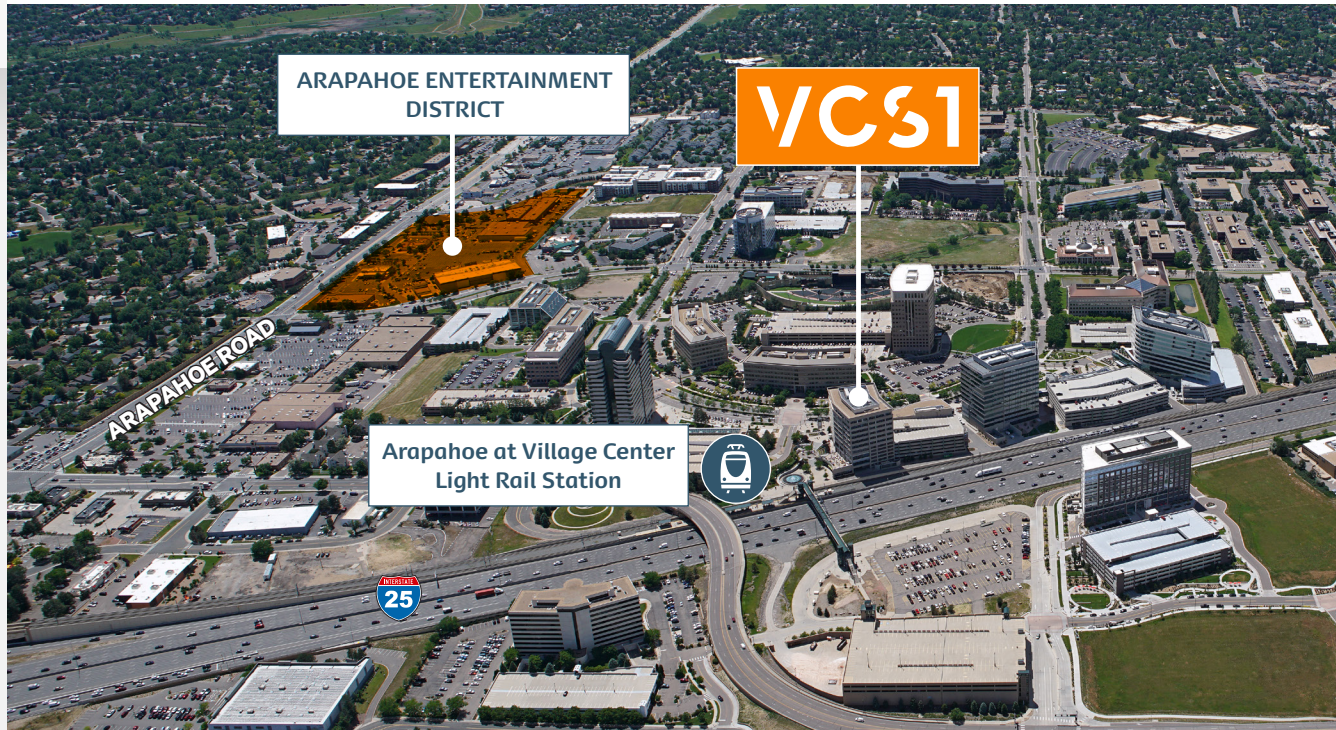 ARAPAHOE ENTERTAINMENT
DISTRICT
VCS1
ARAPAHOE ROAD
Arapahoe at Village Center
Light Rail Station
INTERSTATE
25